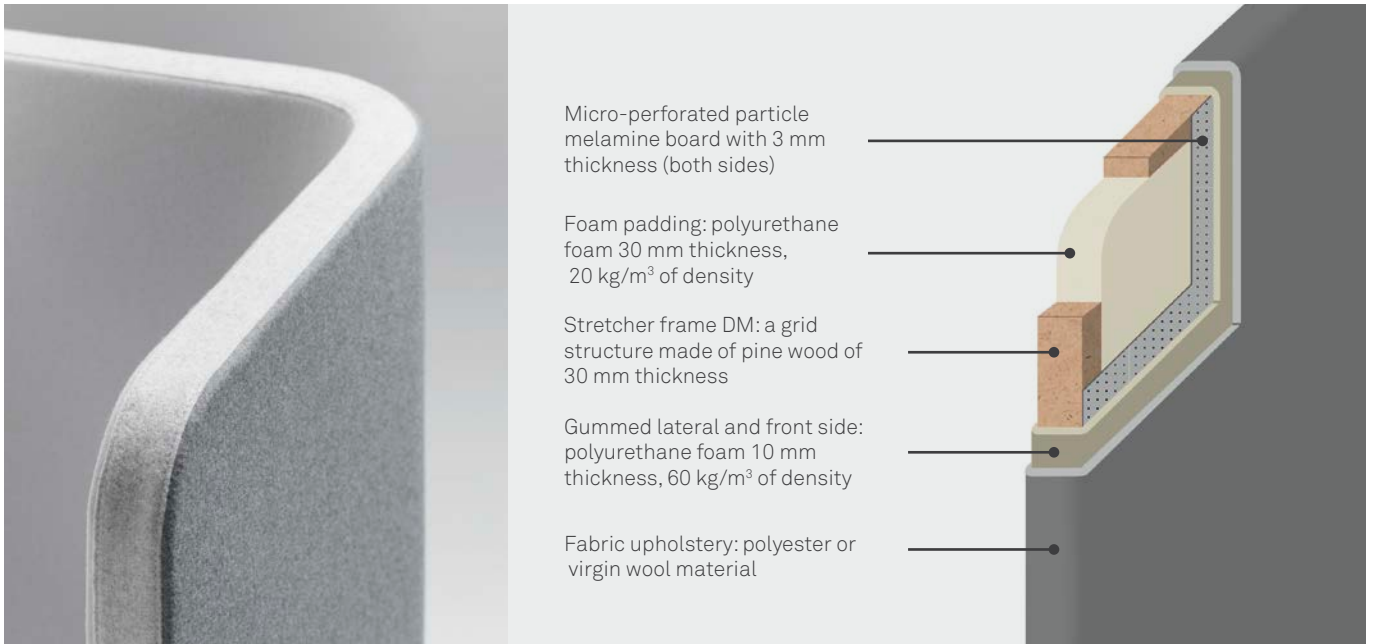 Micro-perforated particle
melamine board with 3 mm
thickness (both sides)
Foam padding: polyurethane
foam 30 mm thickness,
20 kg/m³ of density
Stretcher frame DM: a grid
structure made of pine wood of
30 mm thickness
Gummed lateral and front side:
polyurethane foam 10 mm
thickness, 60 kg/m³ of density
Fabric upholstery: polyester or
virgin wool material